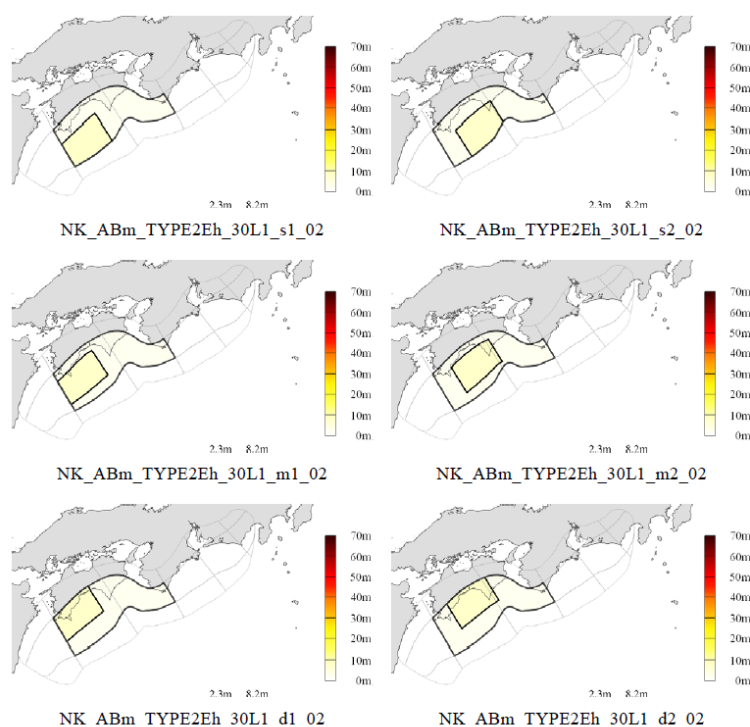 70m 70m
60m 60m
50m 50m
40m 40m
30m 30m
20m 20m
10m 10m
0m 0m
2.3m 8.2m 2.3m 8.2m
NK_ABm_TYPE2Eh_30L1_s1_02 NK_ABm_TYPE2Eh_30L1_s2_02
70m 70m
60m 60m
50m 50m
40m 40m
30m 30m
20m 20m
10m 10m
0m 0m
2.3m 8.2m 2.3m 8.2m
NK_ABm_TYPE2Eh_30L1_m1_02 NK_ABm_TYPE2Eh_30L1_m2_02
70m 70m
60m 60m
50m 50m
40m 40m
30m 30m
20m 20m
10m 10m
0m 0m
2.3m 8.2m 2.3m 8.2m
NK_ABm_TYPE2Eh_30L1_d1_02 NK_ABm_TYPE2Eh_30L1_d2_02